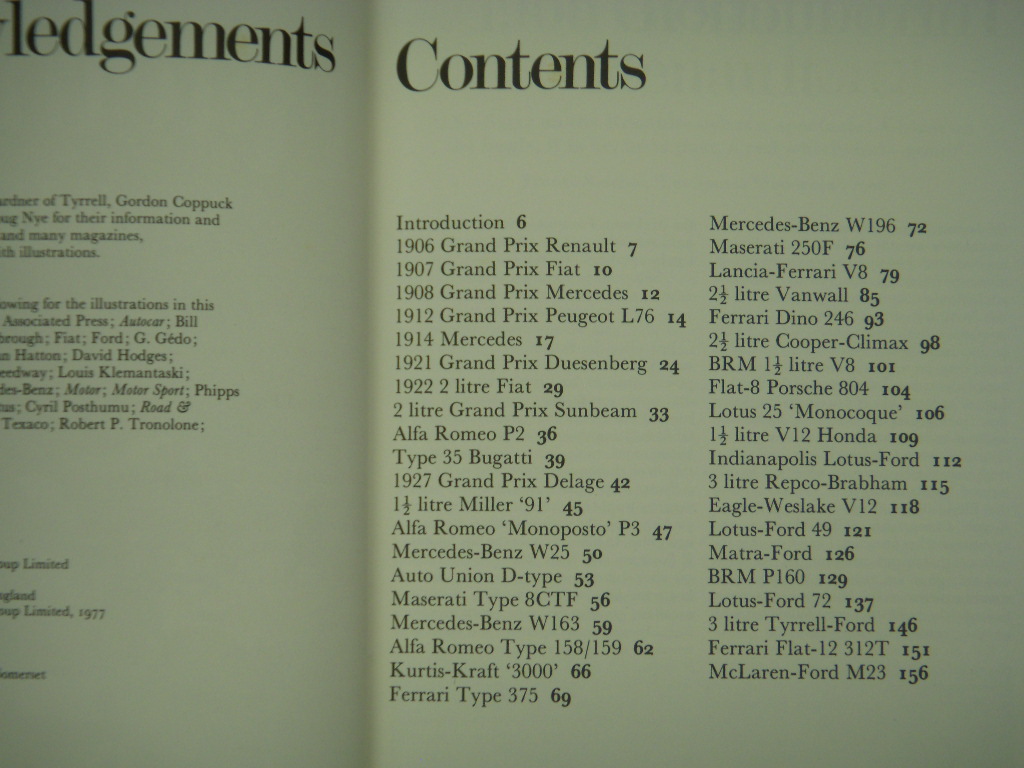 Contents
Gordon Coppuck
of Tyrrell,
Nye for their information and
and many magazines,
illustrations.
for the illustrations in this
Associated Press; Autocar; Bill
Fiat; Ford; G. Gédo;
Hatton; David Hodges;
Louis Klemantaski;
Motor; Motor Sport; Phipps
Cyril Posthumu; Road &
Texaco; Robert P. Tronolone;
Limited
Limited, 1977
Introduction 6
1906 Grand Prix Renault 7
1907 Grand Prix Fiat 10
1908 Grand Prix Mercedes 12
1912 Grand Prix Peugeot L76 14
1914 Mercedes 17
1921 Grand Prix Duesenberg 24
1922 2 litre Fiat 29
2 litre Grand Prix Sunbeam 33
Alfa Romeo P2 36
Type 35 Bugatti 39
1927 Grand Prix Delage 42
1½ litre Miller ‘91’ 45
Alfa Romeo ‘Monoposto’ P3 47
Mercedes-Benz W25 50
Auto Union D-type 53
Maserati Type 8CTF 56
Mercedes-Benz W163 59
Alfa Romeo Type 158/159 62
Kurtis-Kraft ‘3000’ 66
Ferrari Type 375 69
Mercedes-Benz W196 72
Maserati 250F 76
Lancia-Ferrari V8 79
2½ litre Vanwall 85
Ferrari Dino 246 93
2½ litre Cooper-Climax 98
BRM 1½ litre V8 101
Flat-8 Porsche 804 104
Lotus 25 ‘Monocoque’ 106
1½ litre V12 Honda 109
Indianapolis Lotus-Ford 112
3 litre Repco-Brabham 115
Eagle-Weslake V12 118
Lotus-Ford 49 121
Matra-Ford 126
BRM P160 129
Lotus-Ford 72 137
3 litre Tyrrell-Ford 146
Ferrari Flat-12 312T 151
McLaren-Ford M23 156